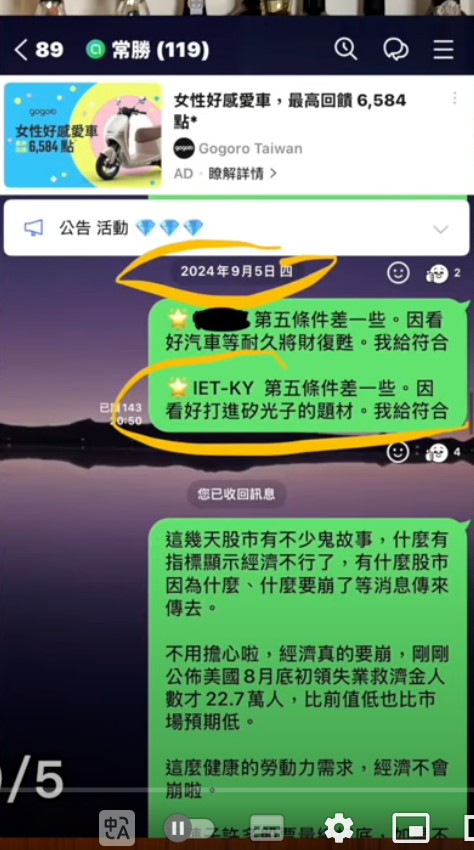 89 常勝 (119)
gogoro
女性好感愛車
最高回饋 6,584 點*
女性好感愛車，最高回饋 6,584
點*
gogoro Gogoro Taiwan
AD · 瞭解詳情 >
公告 活動 💎💎💎
2024年9月5日 四
2
🌟 第五條件差一些。因看
好汽車等耐久將財復甦。我給符合
🌟 IET-KY 第五條件差一些。因
看好打進矽光子的題材。我給符合
已讀143
20:50
4
您已收回訊息
這幾天股市有不少鬼故事，什麼有
指標顯示經濟不行了，有什麼股市
因為什麼、什麼要崩了等消息傳來
傳去。
不用擔心啦，經濟真的要崩，剛剛
公佈美國8月底初領失業救濟金人
數才22.7萬人，比前值低也比市
場預期低。
這麼健康的勞動力需求，經濟不會
崩啦。
/5
中A